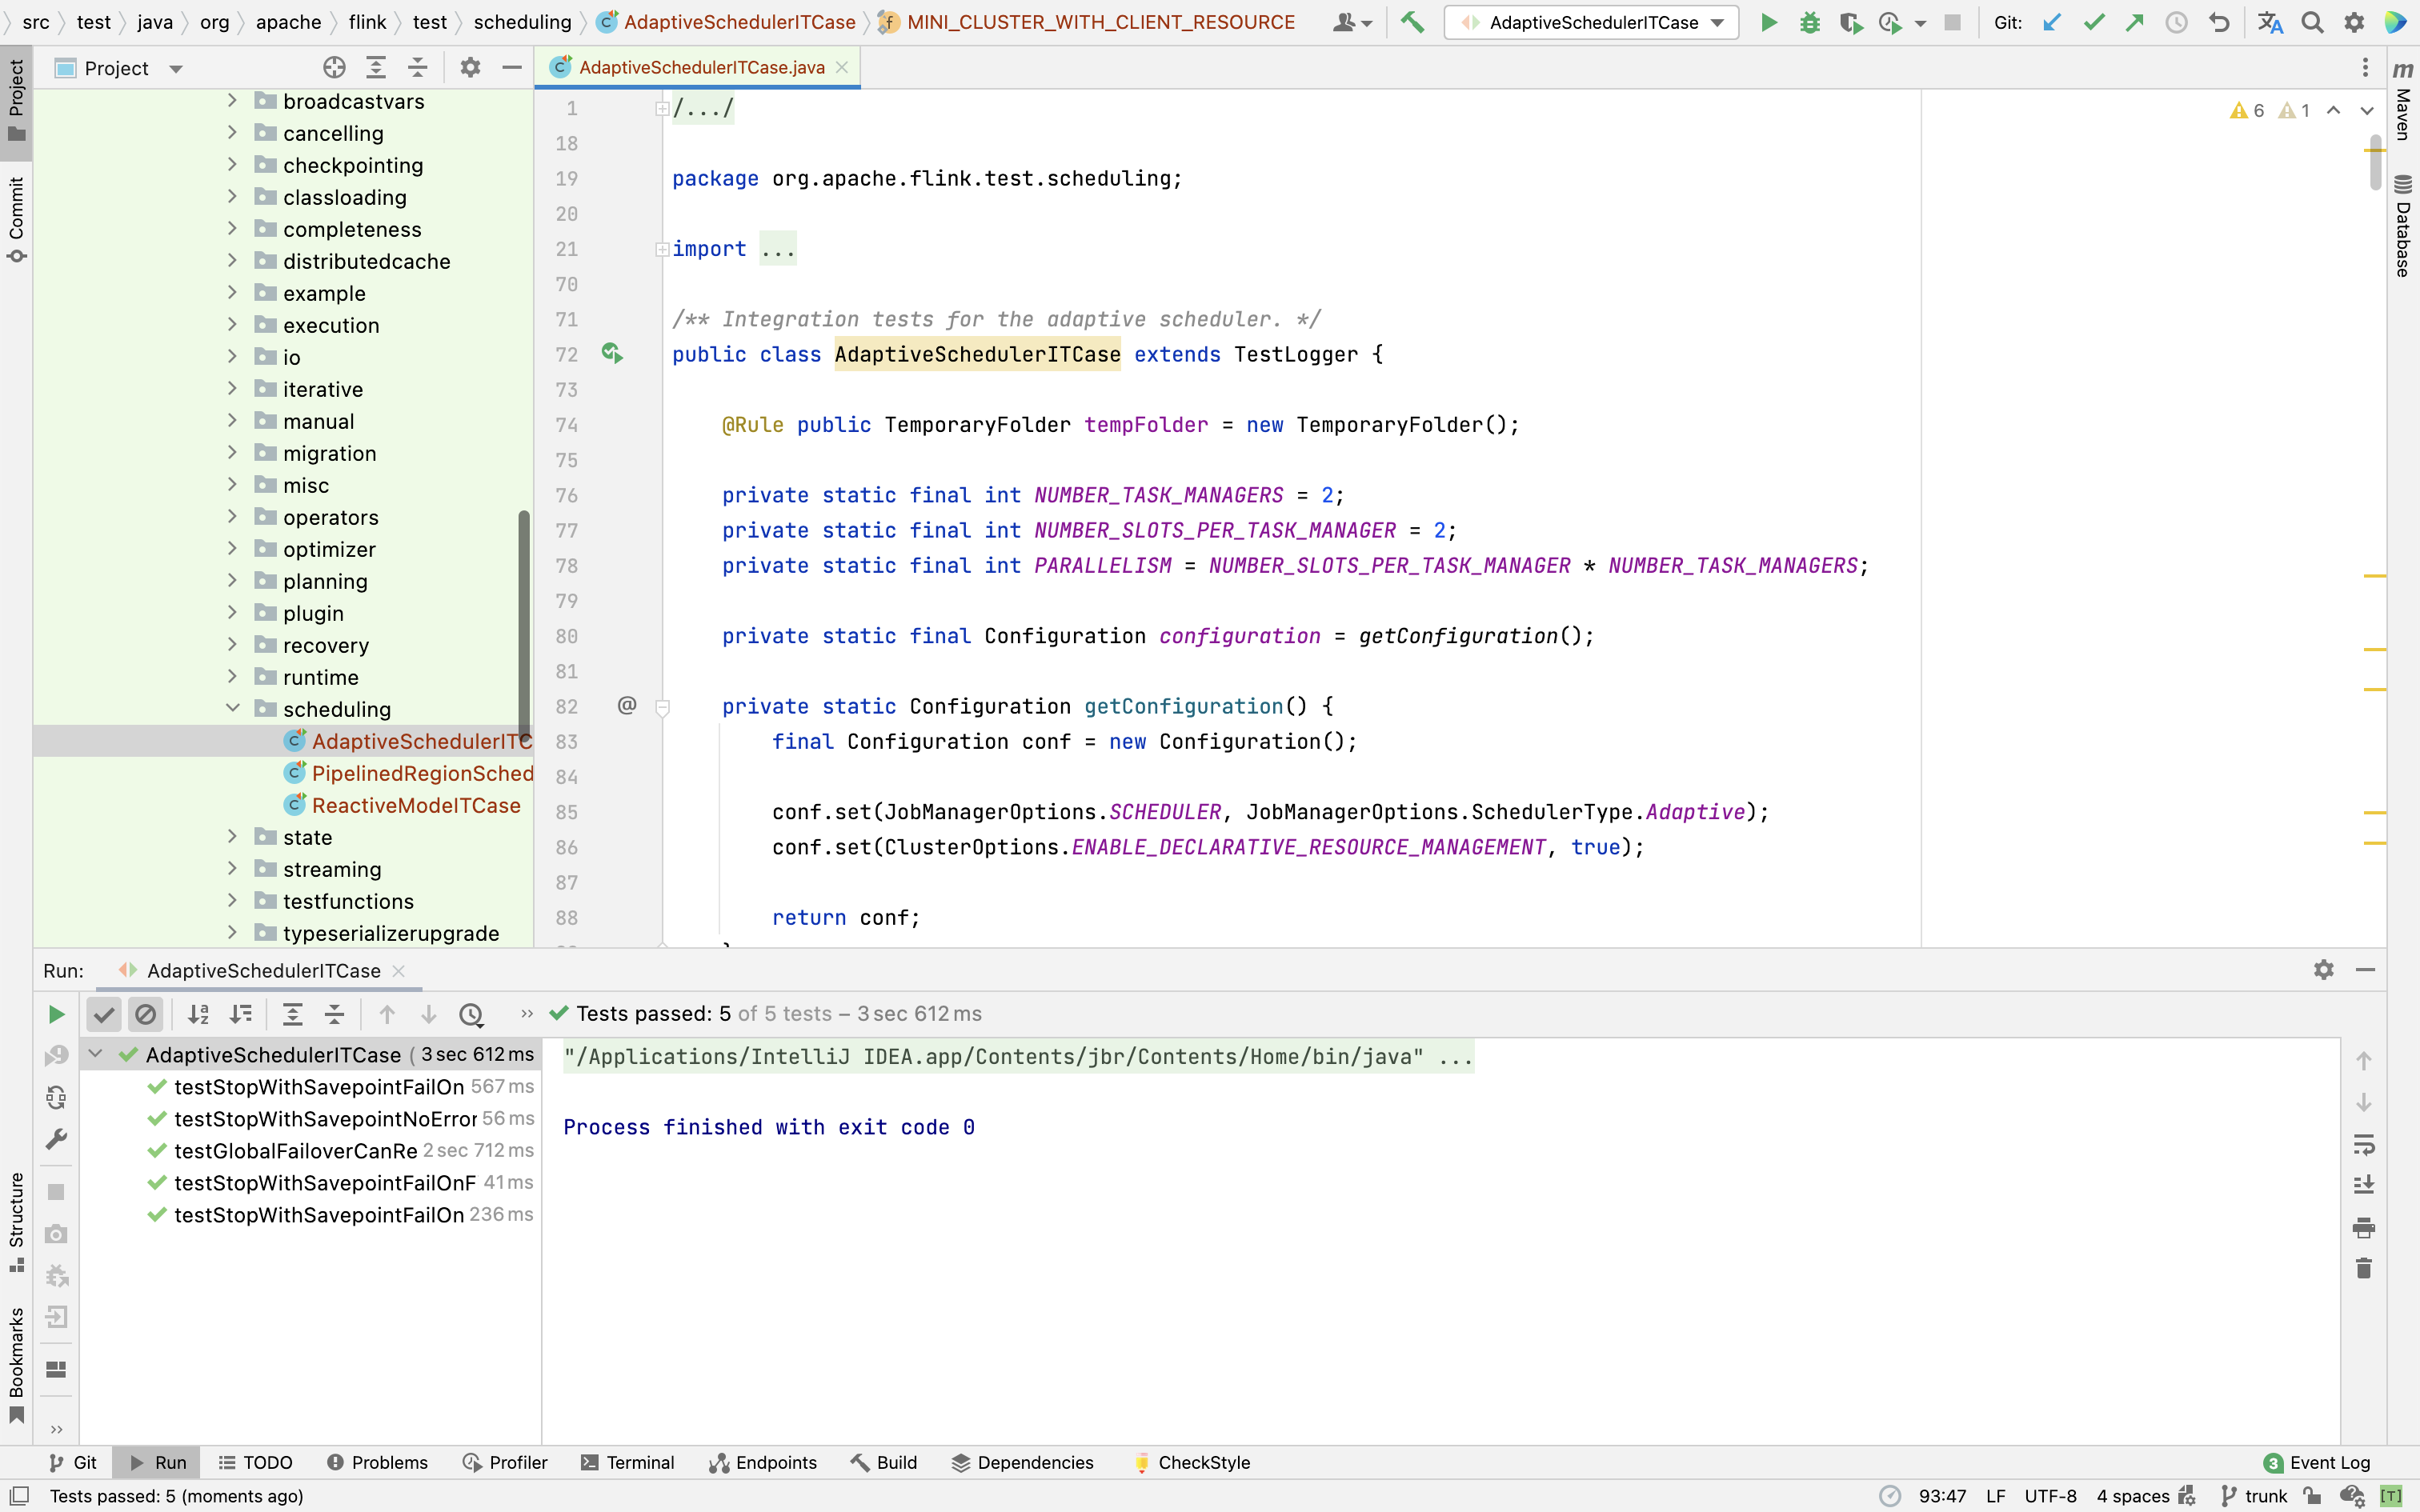 src test java org apache flink test scheduling AdaptiveSchedulerITCase MINI_CLUSTER_WITH_CLIENT_RESOURCE AdaptiveSchedulerITCase Git:
Project
AdaptiveSchedulerITCase.java
Project
Commit
Structure
Bookmarks
Maven
Database
broadcastvars
cancelling
checkpointing
classloading
completeness
distributedcache
example
execution
io
iterative
manual
migration
misc
operators
optimizer
planning
plugin
recovery
runtime
scheduling
AdaptiveSchedulerITC
PipelinedRegionSched
ReactiveModeITCase
state
streaming
testfunctions
typeserializerupgrade
6 1
1 /.../
18
19 package org.apache.flink.test.scheduling;
20
21 import ...
70
71 /** Integration tests for the adaptive scheduler. */
72 public class AdaptiveSchedulerITCase extends TestLogger {
73
74 @Rule public TemporaryFolder tempFolder = new TemporaryFolder();
75
76 private static final int NUMBER_TASK_MANAGERS = 2;
77 private static final int NUMBER_SLOTS_PER_TASK_MANAGER = 2;
78 private static final int PARALLELISM = NUMBER_SLOTS_PER_TASK_MANAGER * NUMBER_TASK_MANAGERS;
79
80 private static final Configuration configuration = getConfiguration();
81
82 @ private static Configuration getConfiguration() {
83 final Configuration conf = new Configuration();
84
85 conf.set(JobManagerOptions.SCHEDULER, JobManagerOptions.SchedulerType.Adaptive);
86 conf.set(ClusterOptions.ENABLE_DECLARATIVE_RESOURCE_MANAGEMENT, true);
87
88 return conf;
Run: AdaptiveSchedulerITCase
Tests passed: 5 of 5 tests – 3 sec 612 ms
AdaptiveSchedulerITCase ( 3 sec 612 ms
testStopWithSavepointFailOn 567 ms
testStopWithSavepointNoError 56 ms
testGlobalFailoverCanRe 2 sec 712 ms
testStopWithSavepointFailOnF 41 ms
testStopWithSavepointFailOn 236 ms
"/Applications/IntelliJ IDEA.app/Contents/jbr/Contents/Home/bin/java" ...
Process finished with exit code 0
Git Run TODO Problems Profiler Terminal Endpoints Build Dependencies CheckStyle 3 Event Log
Tests passed: 5 (moments ago) 93:47 LF UTF-8 4 spaces trunk [T]